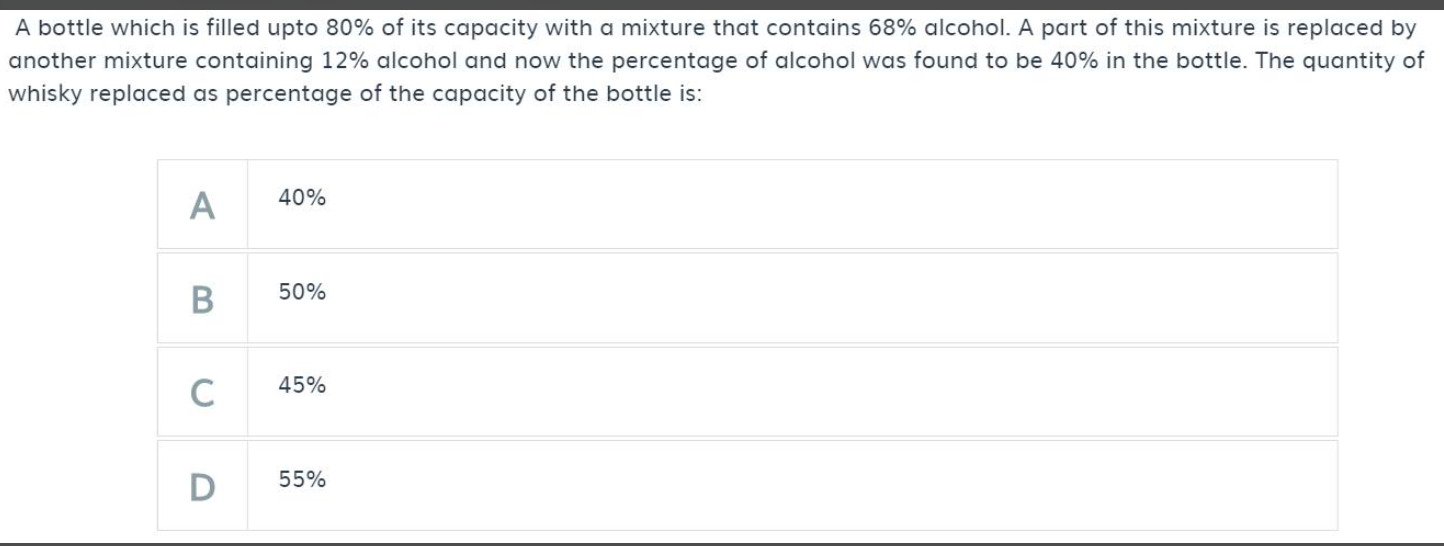 A bottle which is filled upto 80% of its capacity with a mixture that contains 68% alcohol. A part of this mixture is replaced by
another mixture containing 12% alcohol and now the percentage of alcohol was found to be 40% in the bottle. The quantity of
whisky replaced as percentage of the capacity of the bottle is:
A 40%
B 50%
C 45%
D 55%